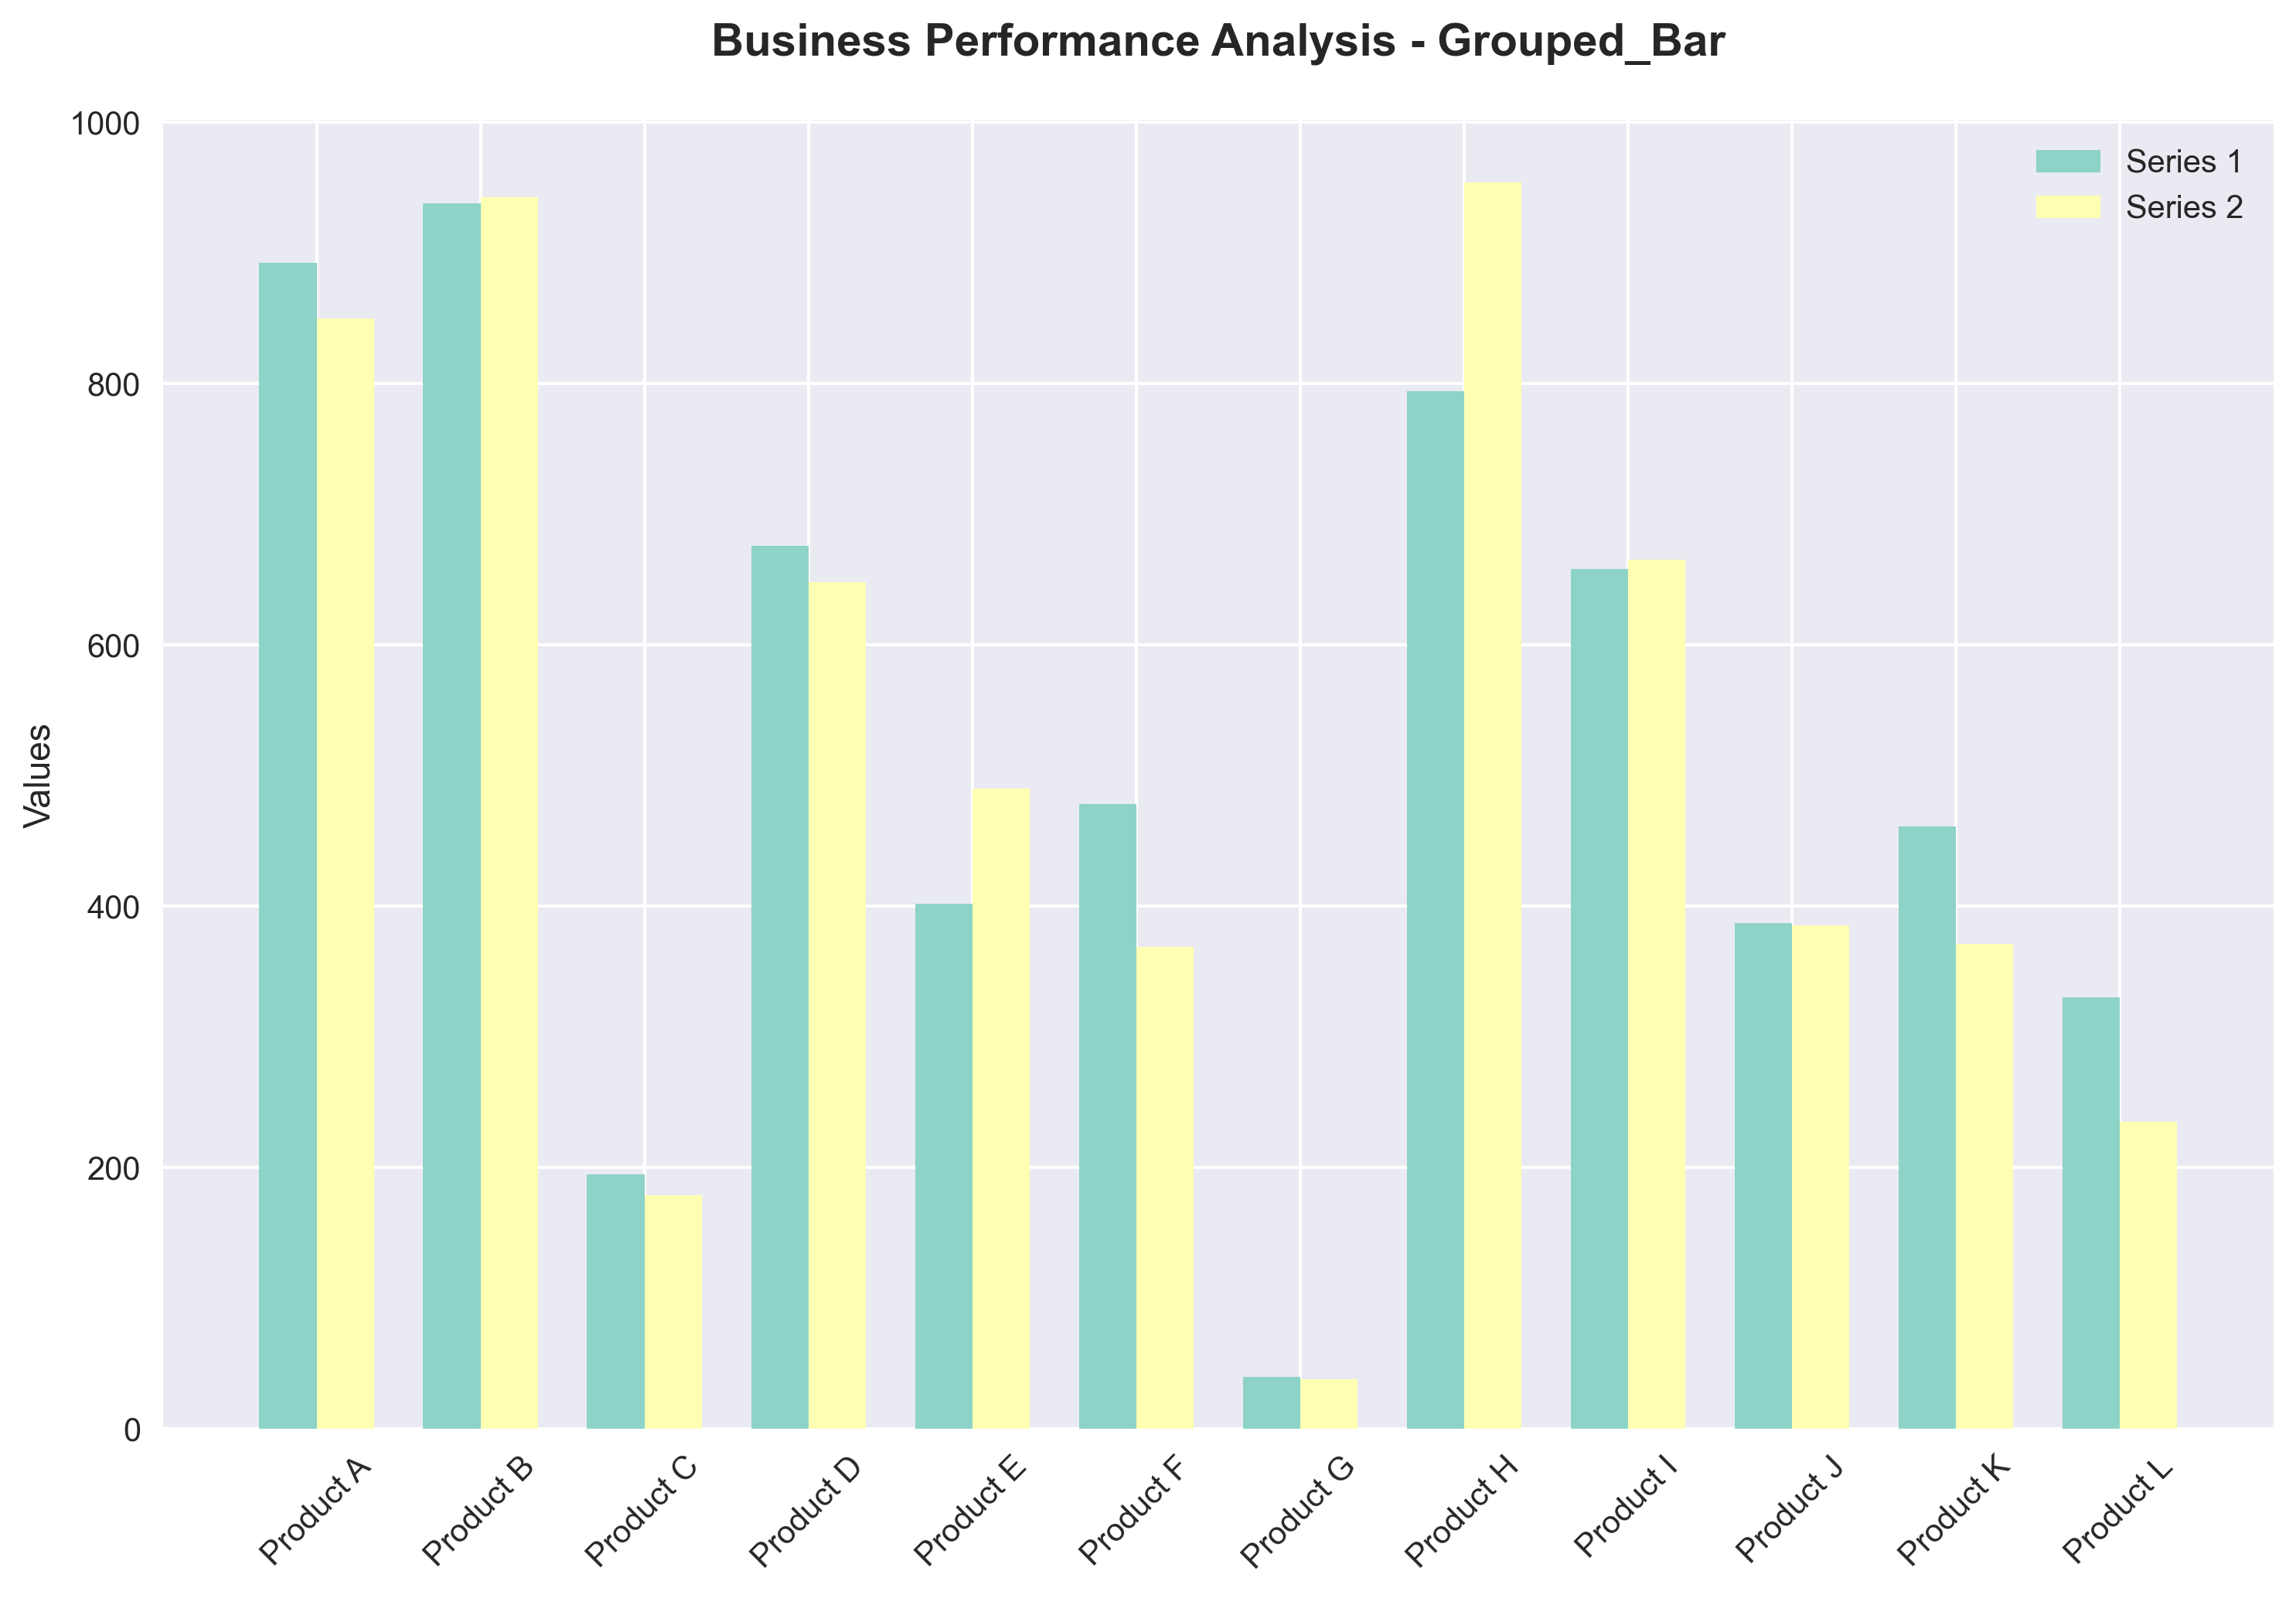 Business Performance Analysis - Grouped_Bar
1000
800
600
400
200
0
Values
Series 1
Series 2
Product A
Product B
Product C
Product D
Product E
Product F
Product G
Product H
Product I
Product J
Product K
Product L